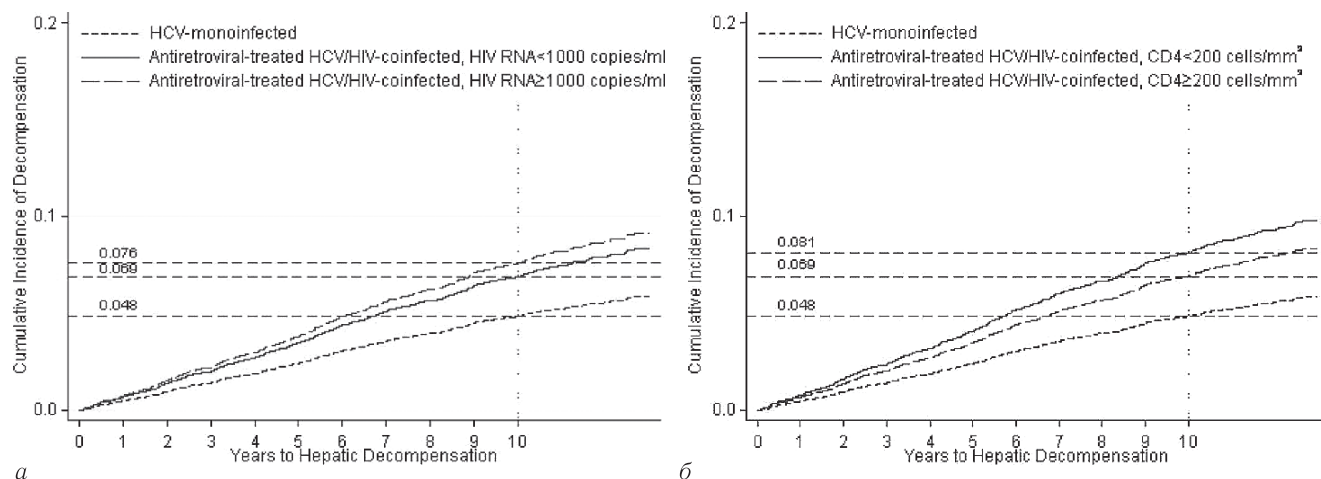 0.2
HCV-monoinfected
Antiretroviral-treated HCV/HIV-coinfected, HIV RNA<1000 copies/ml
Antiretroviral-treated HCV/HIV-coinfected, HIV RNA≥1000 copies/ml
Cumulative Incidence of Decompensation
0.1
0.076
0.069
0.048
0.0
0 1 2 3 4 5 6 7 8 9 10
Years to Hepatic Decompensation
а
0.2
HCV-monoinfected
Antiretroviral-treated HCV/HIV-coinfected, CD4<200 cells/mm³
Antiretroviral-treated HCV/HIV-coinfected, CD4≥200 cells/mm³
Cumulative Incidence of Decompensation
0.1
0.081
0.069
0.048
0.0
0 1 2 3 4 5 6 7 8 9 10
Years to Hepatic Decompensation
б